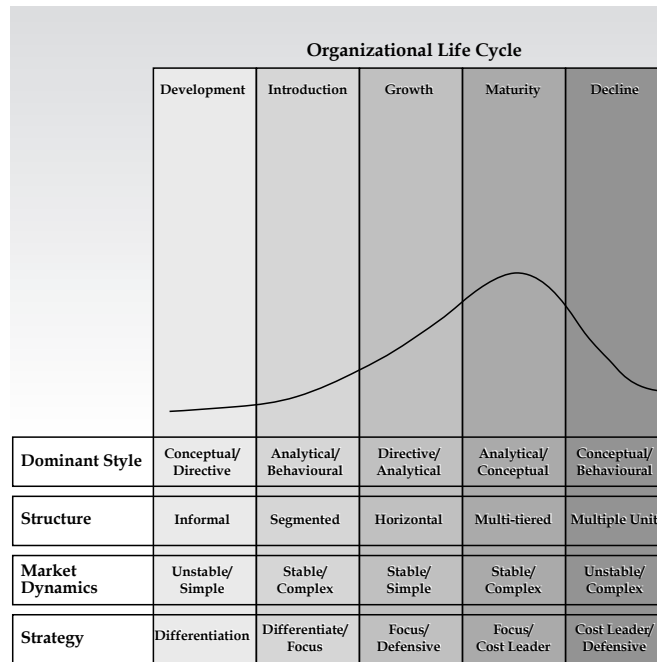 Organizational Life Cycle
Development Introduction Growth Maturity Decline
Dominant Style
Conceptual/
Directive
Analytical/
Behavioural
Directive/
Analytical
Analytical/
Conceptual
Conceptual/
Behavioural
Structure
Informal
Segmented
Horizontal
Multi-tiered
Multiple Unit
Market
Dynamics
Unstable/
Simple
Stable/
Complex
Stable/
Simple
Stable/
Complex
Unstable/
Complex
Strategy
Differentiation
Differentiate/
Focus
Focus/
Defensive
Focus/
Cost Leader
Cost Leader/
Defensive